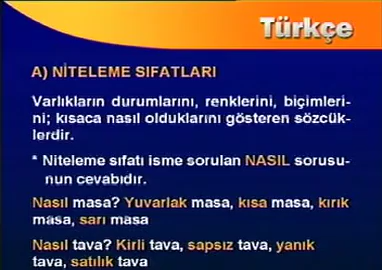 Türkçe
A) NİTELEME SIFATLARI
Varlıkların durumlarını, renklerini, biçimleri-
ni; kısaca nasıl olduklarını gösteren sözcük-
lerdir.
* Niteleme sıfatı isme sorulan NASIL sorusu-
nun cevabıdır.
Nasıl masa? Yuvarlak masa, kısa masa, kırık
masa, sarı masa
Nasıl tava? Kirli tava, sapsız tava, yanık
tava, satılık tava